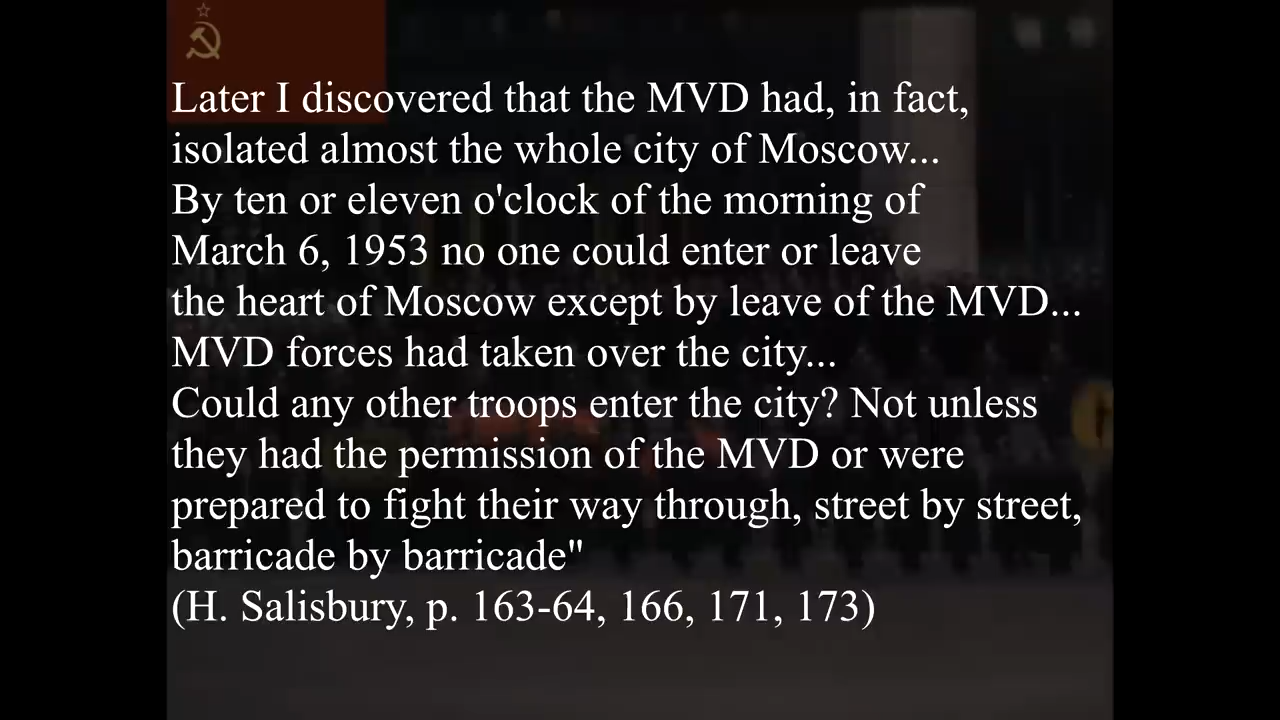 Later I discovered that the MVD had, in fact,
isolated almost the whole city of Moscow...
By ten or eleven o'clock of the morning of
March 6, 1953 no one could enter or leave
the heart of Moscow except by leave of the MVD...
MVD forces had taken over the city...
Could any other troops enter the city? Not unless
they had the permission of the MVD or were
prepared to fight their way through, street by street,
barricade by barricade"
(H. Salisbury, p. 163-64, 166, 171, 173)